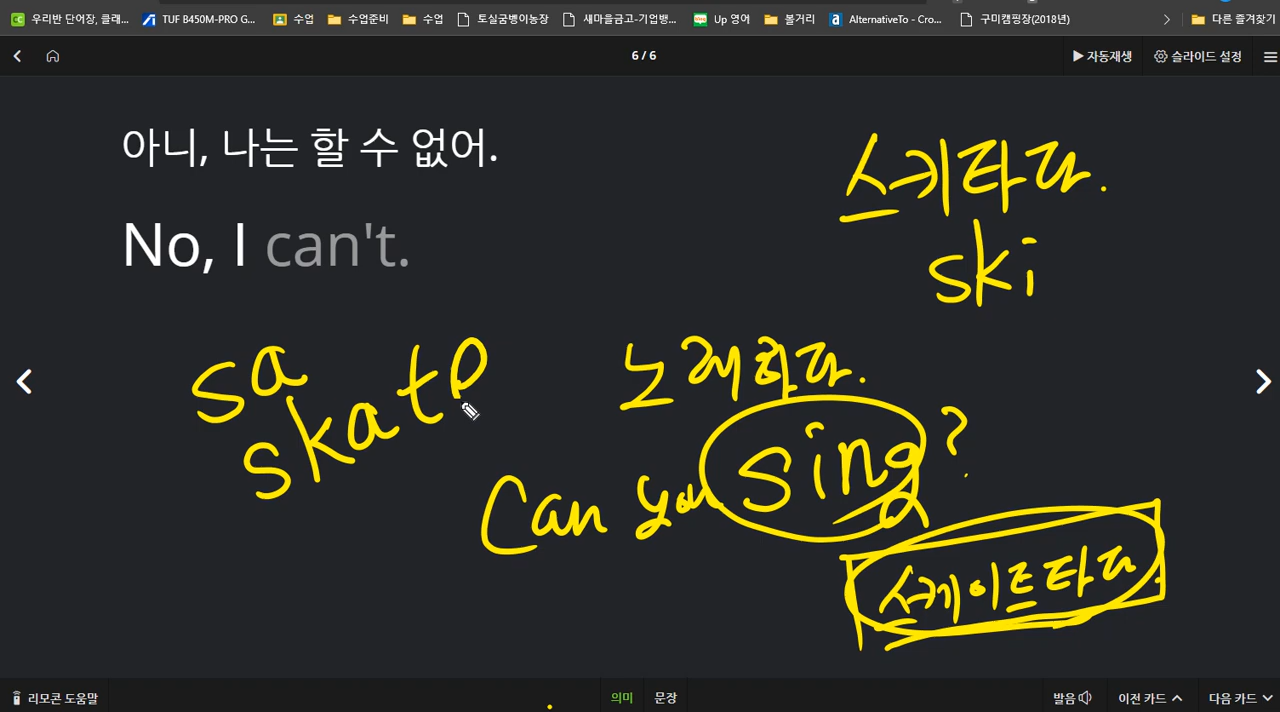 우리반 단어장, 클래... TUF B450M-PRO G... 수업 수업준비 수업 토실굼벵이농장 새마을금고-기업뱅... Up 영어 볼거리 AlternativeTo - Cro... 구미캠핑장(2018년) 다른 즐겨찾기
6 / 6 자동재생 슬라이드 설정
아니, 나는 할 수 없어.
No, I can't.
스키타다.
ski
sa
skate
노래하다.
Can you sing?
스케이트타다
리모콘 도움말 의미 문장 발음 이전 카드 다음 카드